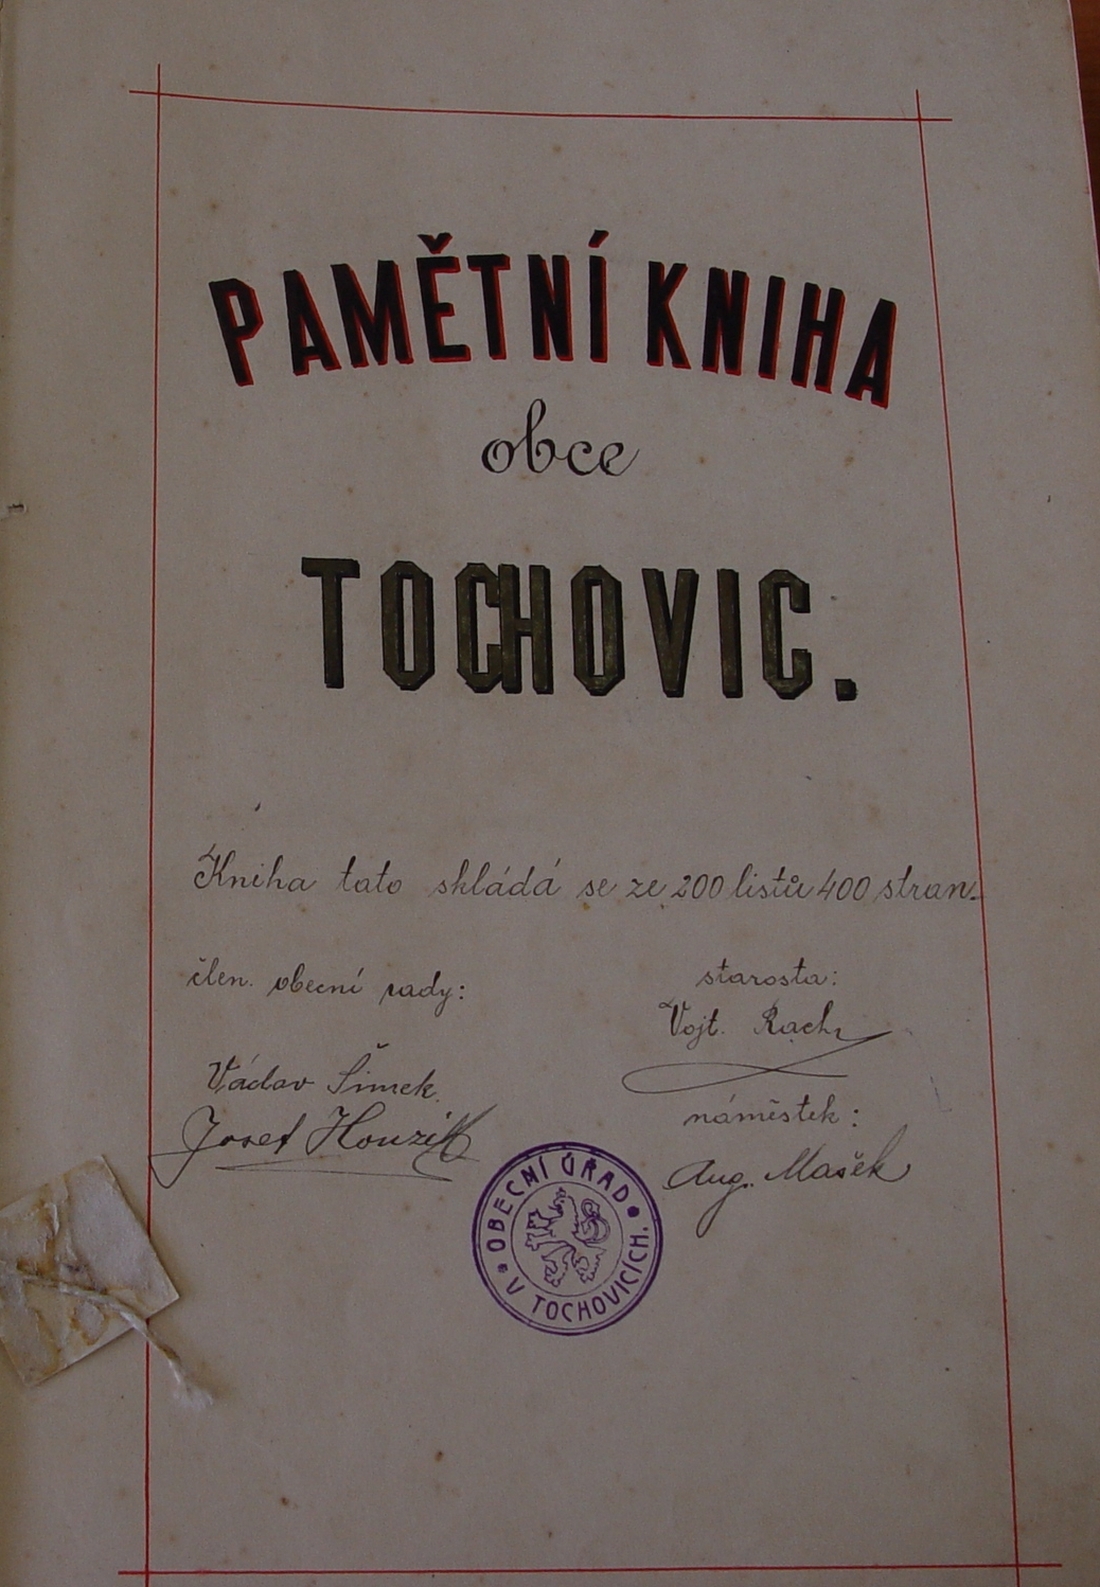 PAMĚTNÍ KNIHA
obce
TOCHOVIC.
Kniha tato skládá se ze 200 listů 400 stran.
člen. obecní rady:
starosta:
Vojt. Rach
Václav Šimek.
Josef Houzík
náměstek:
Aug. Mašek
OBECNÍ ÚŘAD
V TOCHOVICÍCH.